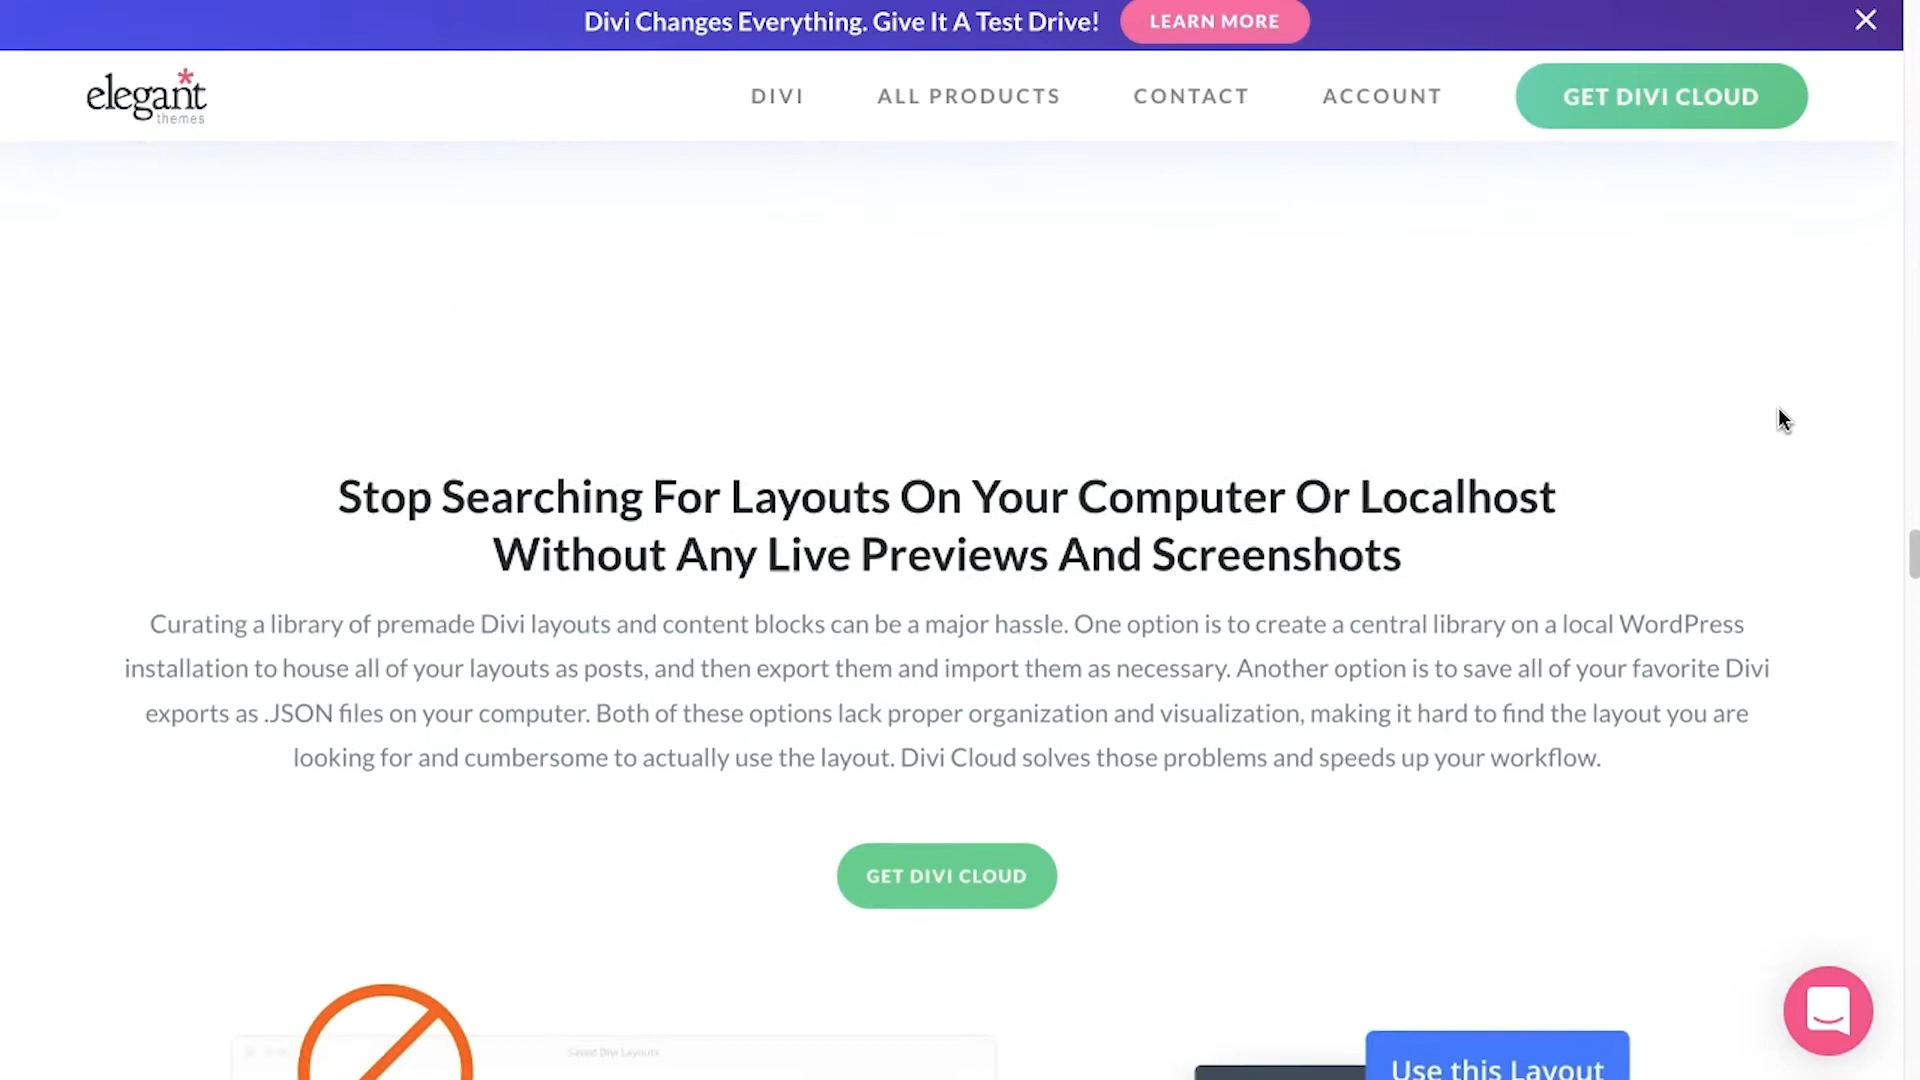 Divi Changes Everything. Give It A Test Drive!
LEARN MORE
elegant
themes
DIVI
ALL PRODUCTS
CONTACT
ACCOUNT
GET DIVI CLOUD
Stop Searching For Layouts On Your Computer Or Localhost
Without Any Live Previews And Screenshots
Curating a library of premade Divi layouts and content blocks can be a major hassle. One option is to create a central library on a local WordPress
installation to house all of your layouts as posts, and then export them and import them as necessary. Another option is to save all of your favorite Divi
exports as .JSON files on your computer. Both of these options lack proper organization and visualization, making it hard to find the layout you are
looking for and cumbersome to actually use the layout. Divi Cloud solves those problems and speeds up your workflow.
GET DIVI CLOUD
Saved Divi Layouts
Use this Layout